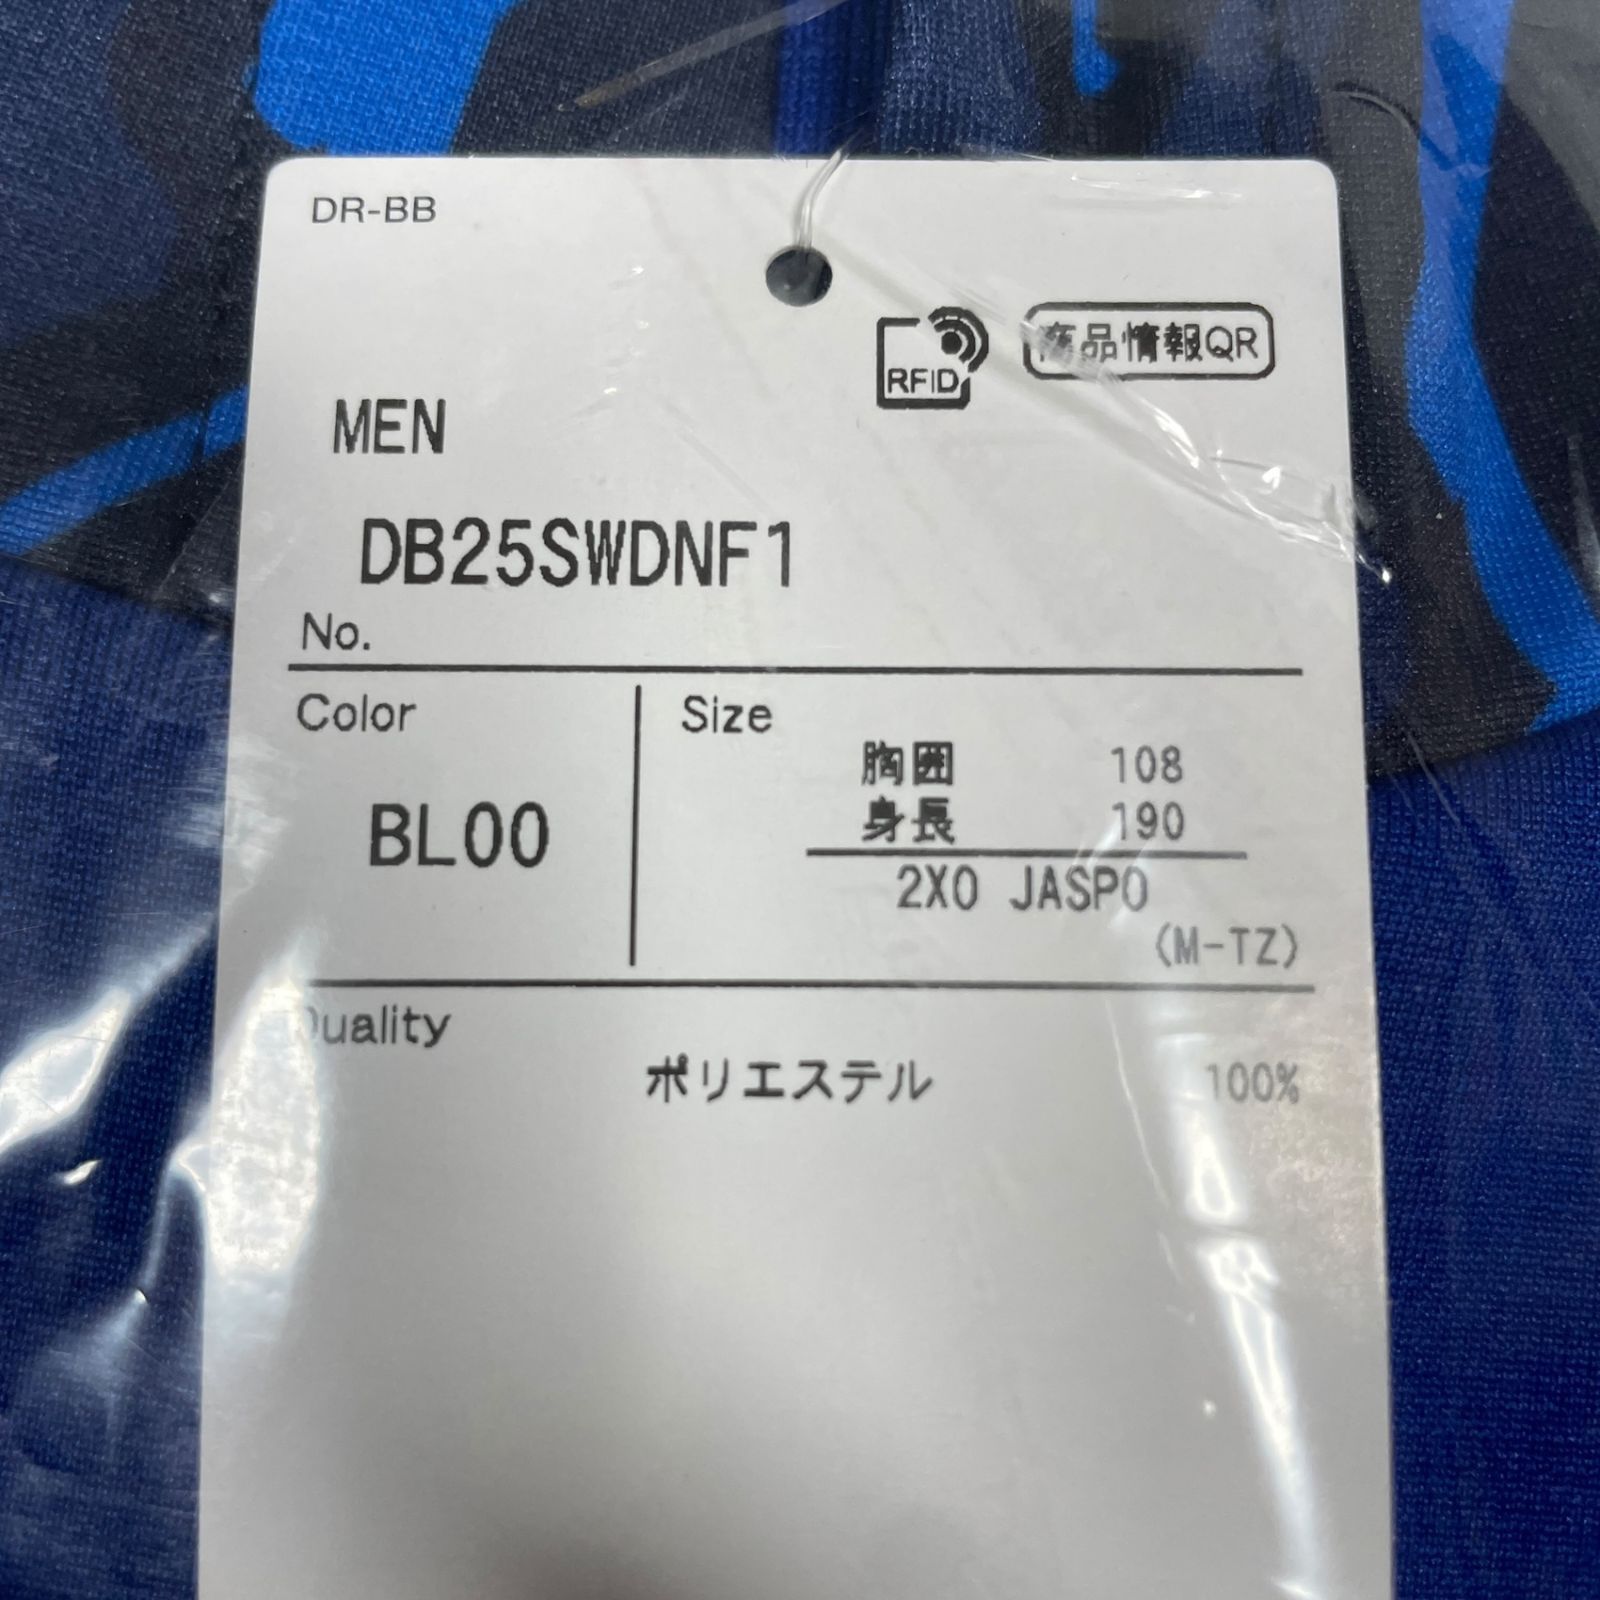 DR-BB
RFID
商品情報QR
MEN
DB25SWDNF1
No.
Color
Size
胸囲 108
身長 190
BL00
2XO JASPO
(M-TZ)
Quality
ポリエステル 100%